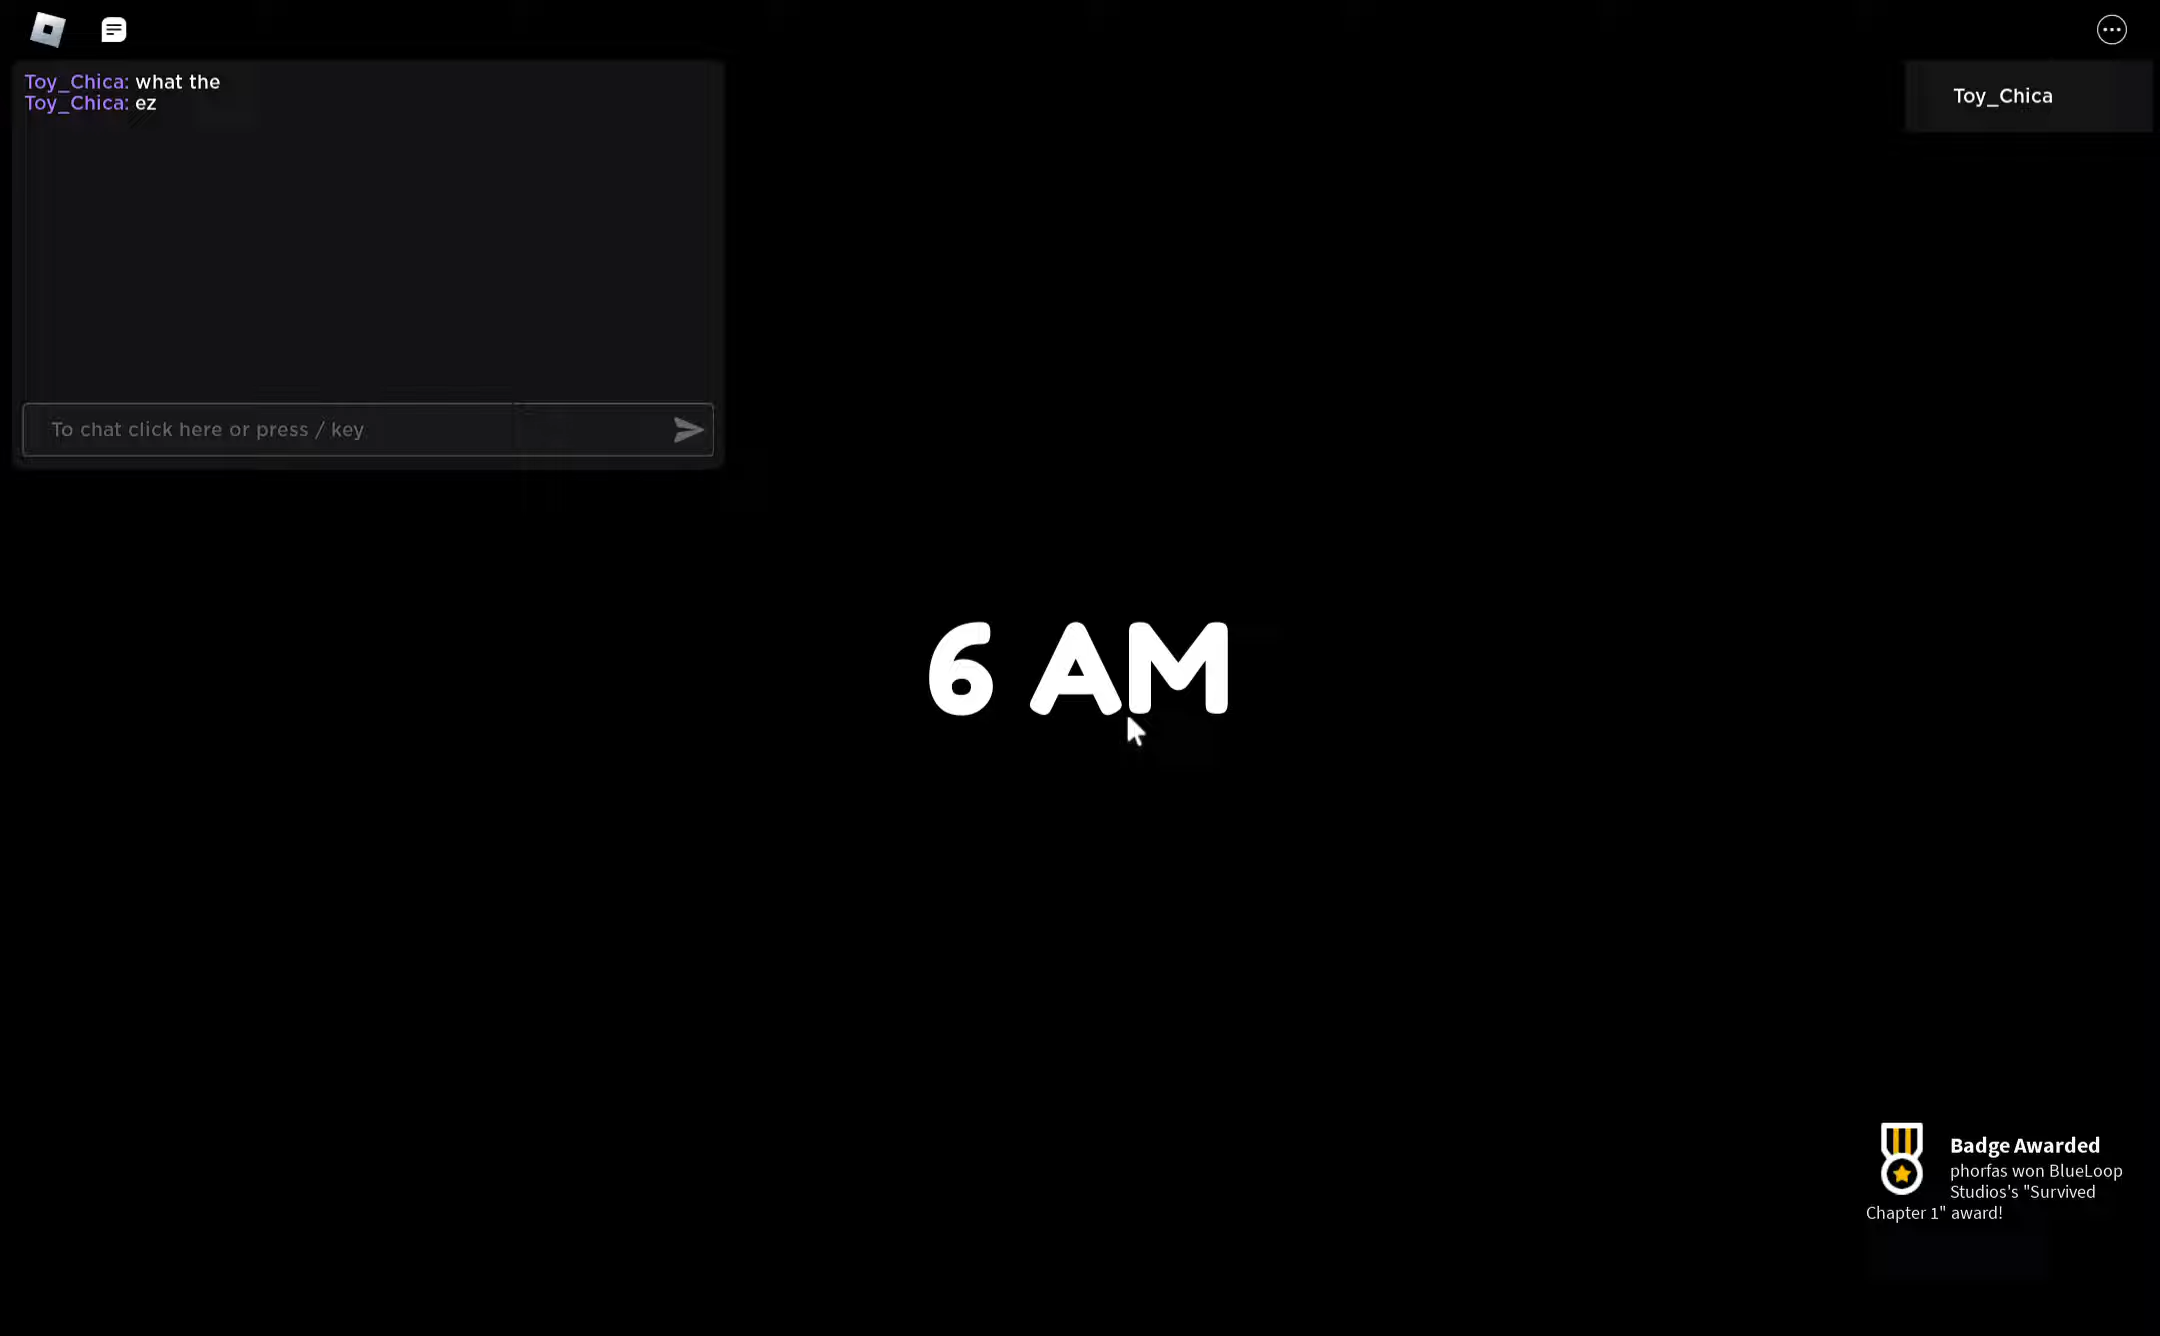 Toy_Chica: what the
Toy_Chica: ez
To chat click here or press / key
Toy_Chica
6 AM
Badge Awarded
phorfas won BlueLoop
Studios's "Survived
Chapter 1" award!